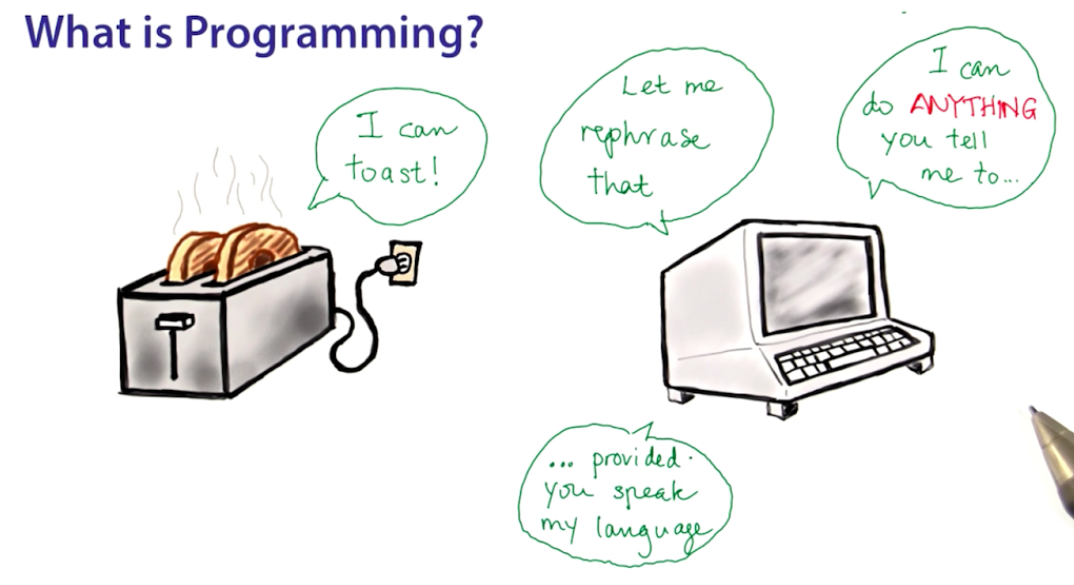 What is Programming?
I can
toast!
Let me
rephrase
that
I can
do ANYTHING
you tell
me to...
... provided
you speak
my language